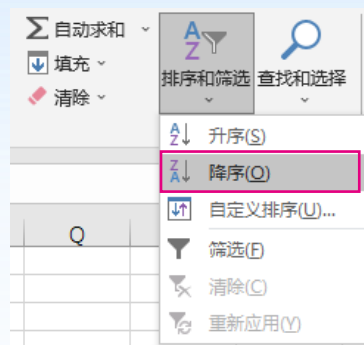 自动求和
填充
清除
排序和筛选
查找和选择
升序(S)
降序(O)
自定义排序(U)...
筛选(F)
清除(C)
重新应用(Y)
Q